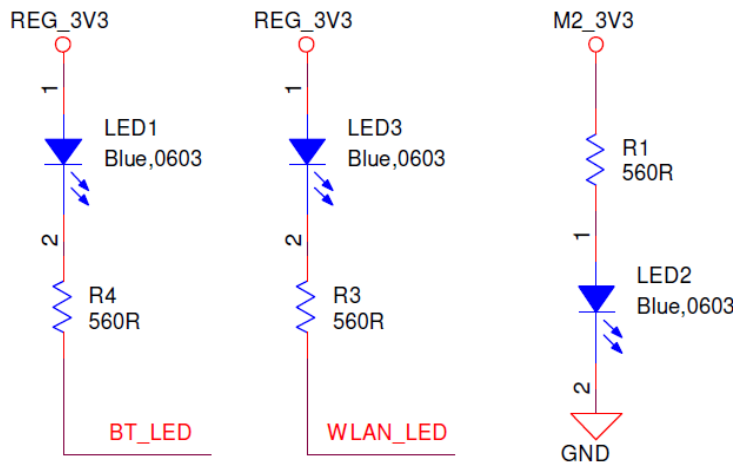 REG_3V3
1
LED1
Blue,0603
2
R4
560R
BT_LED
REG_3V3
1
LED3
Blue,0603
2
R3
560R
WLAN_LED
M2_3V3
R1
560R
1
LED2
Blue,0603
2
GND